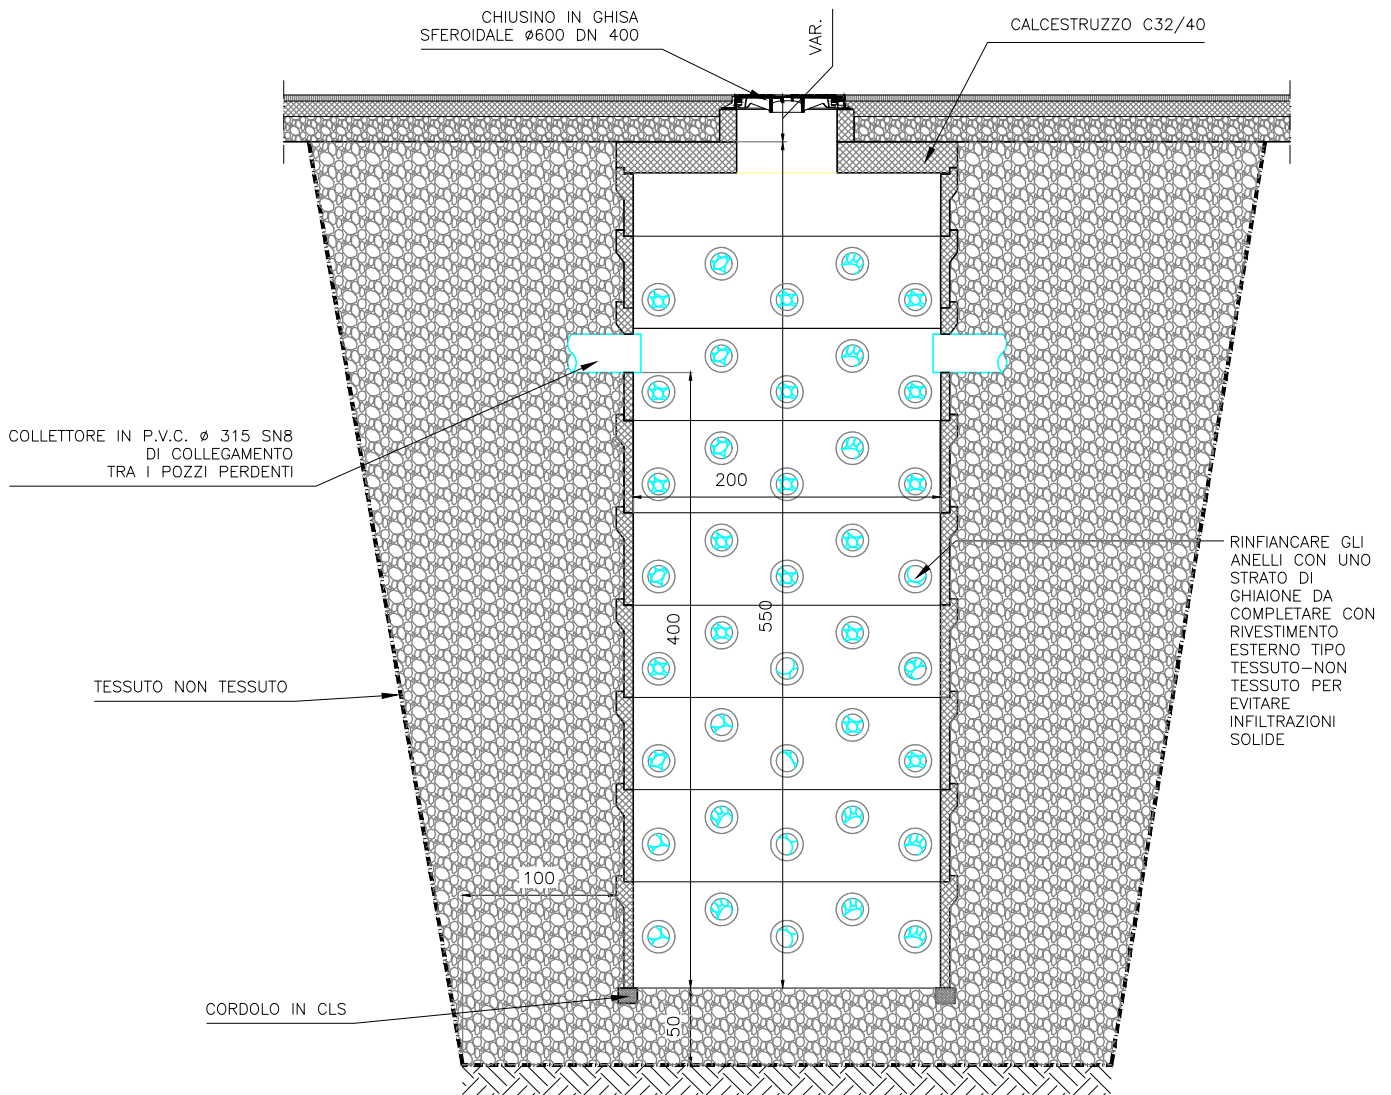 CHIUSINO IN GHISA
SFEROIDALE ø600 DN 400
VAR.
CALCESTRUZZO C32/40
COLLETTORE IN P.V.C. ø 315 SN8
DI COLLEGAMENTO
TRA I POZZI PERDENTI
200
RINFIANCARE GLI
ANELLI CON UNO
STRATO DI
GHIAIONE DA
COMPLETARE CON
RIVESTIMENTO
ESTERNO TIPO
TESSUTO-NON
TESSUTO PER
EVITARE
INFILTRAZIONI
SOLIDE
400
550
TESSUTO NON TESSUTO
100
CORDOLO IN CLS
50